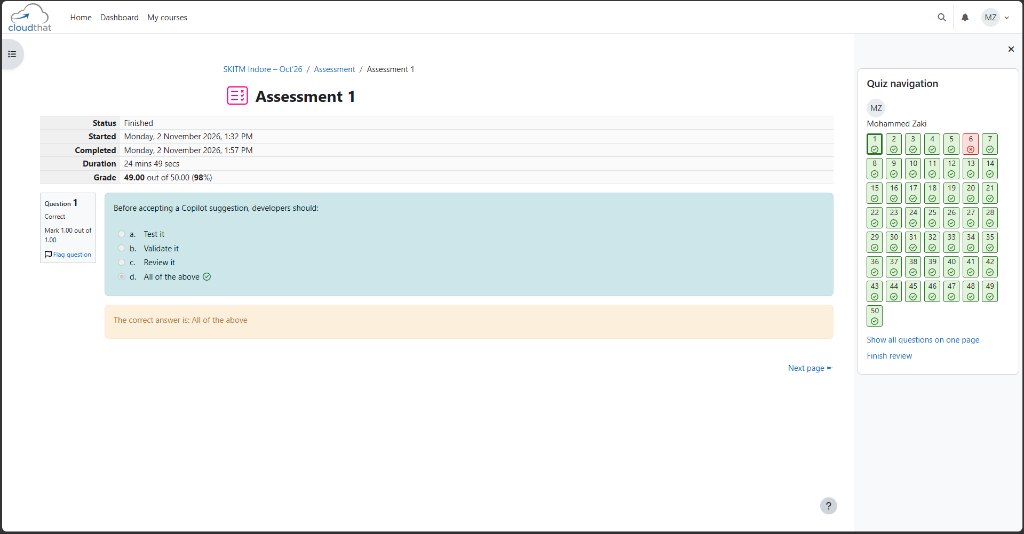 cloudthat
Home Dashboard My courses
MZ
SKITM Indore – Oct'26 / Assessment / Assessment 1
Assessment 1
Status Finished
Started Monday, 2 November 2026, 1:32 PM
Completed Monday, 2 November 2026, 1:57 PM
Duration 24 mins 49 secs
Grade 49.00 out of 50.00 (98%)
Question 1
Correct
Mark 1.00 out of
1.00
Flag question
Before accepting a Copilot suggestion, developers should:
a. Test it
b. Validate it
c. Review it
d. All of the above
The correct answer is: All of the above
Next page
Quiz navigation
MZ
Mohammed Zaki
1 2 3 4 5 6 7
8 9 10 11 12 13 14
15 16 17 18 19 20 21
22 23 24 25 26 27 28
29 30 31 32 33 34 35
36 37 38 39 40 41 42
43 44 45 46 47 48 49
50
Show all questions on one page
Finish review
?